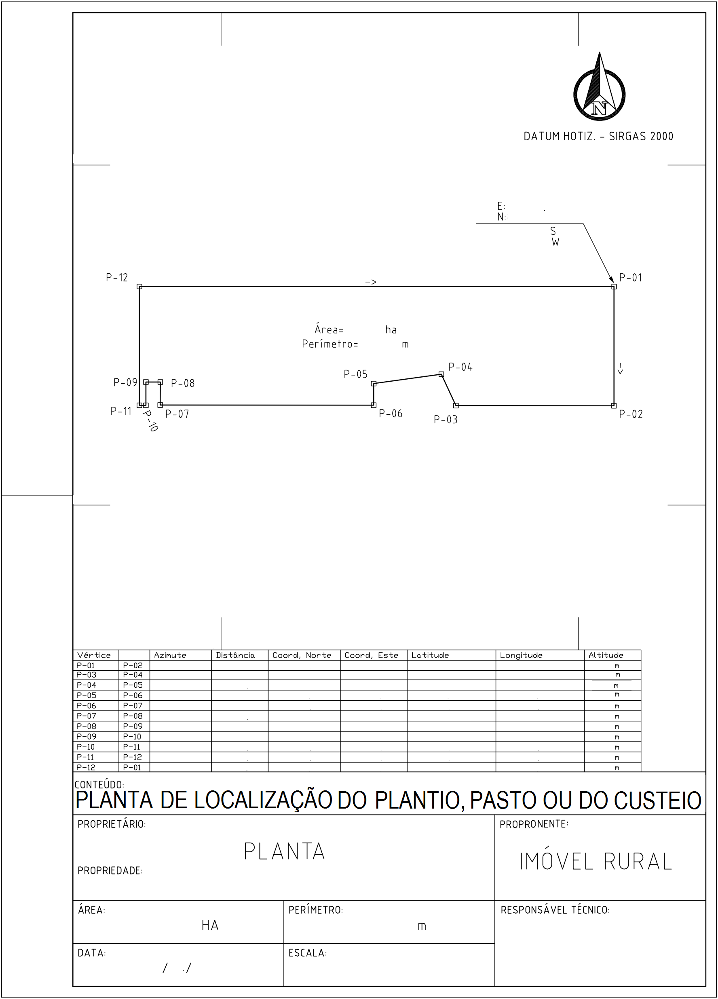 N
DATUM HOTIZ. - SIRGAS 2000
E:
N:
S
W
P-12
->
P-01
Área= ha
Perímetro= m
->
P-04
P-05
P-09
P-08
P-11
P-10
P-07
P-06
P-03
P-02
Vértice Azimute Distância Coord, Norte Coord, Este Latitude Longitude Altitude
P-01 P-02 m
P-03 P-04 m
P-04 P-05 m
P-05 P-06 m
P-06 P-07 m
P-07 P-08 m
P-08 P-09 m
P-09 P-10 m
P-10 P-11 m
P-11 P-12 m
P-12 P-01 m
CONTEÚDO:
PLANTA DE LOCALIZAÇÃO DO PLANTIO, PASTO OU DO CUSTEIO
PROPRIETÁRIO:
PLANTA
PROPRIEDADE:
PROPRONENTE:
IMÓVEL RURAL
ÁREA:
HA
PERÍMETRO:
m
RESPONSÁVEL TÉCNICO:
DATA:
/ ./
ESCALA: